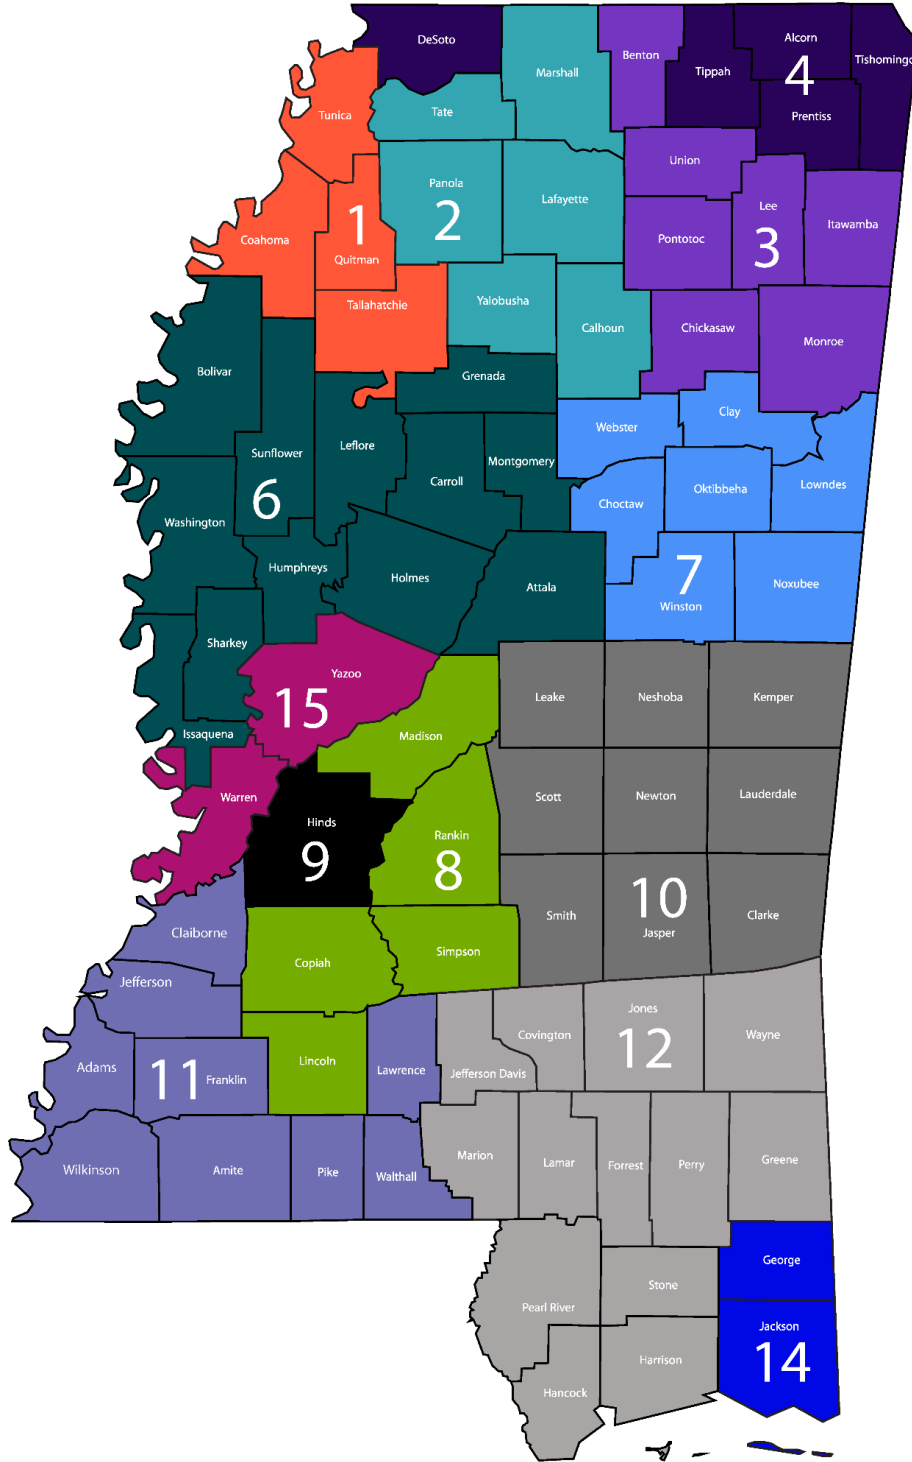 DeSoto
Marshall
Benton
Tippah
Alcorn
4
Tishomingo
Prentiss
Tunica
Tate
Union
Panola
2
Lafayette
Lee
3
Itawamba
Pontotoc
Coahoma
1
Quitman
Tallahatchie
Yalobusha
Calhoun
Chickasaw
Monroe
Bolivar
Grenada
Webster
Clay
Sunflower
6
Leflore
Carroll
Montgomery
Choctaw
Oktibbeha
Lowndes
Washington
Humphreys
Holmes
Attala
7
Winston
Noxubee
Sharkey
Yazoo
15
Leake
Neshoba
Kemper
Issaquena
Madison
Warren
Scott
Newton
Lauderdale
Hinds
9
Rankin
8
Smith
10
Jasper
Clarke
Claiborne
Copiah
Simpson
Jefferson
Jones
12
Covington
Wayne
Adams
11
Franklin
Lincoln
Lawrence
Jefferson Davis
Wilkinson
Amite
Pike
Walthall
Marion
Lamar
Forrest
Perry
Greene
George
Stone
Pearl River
Jackson
14
Harrison
Hancock